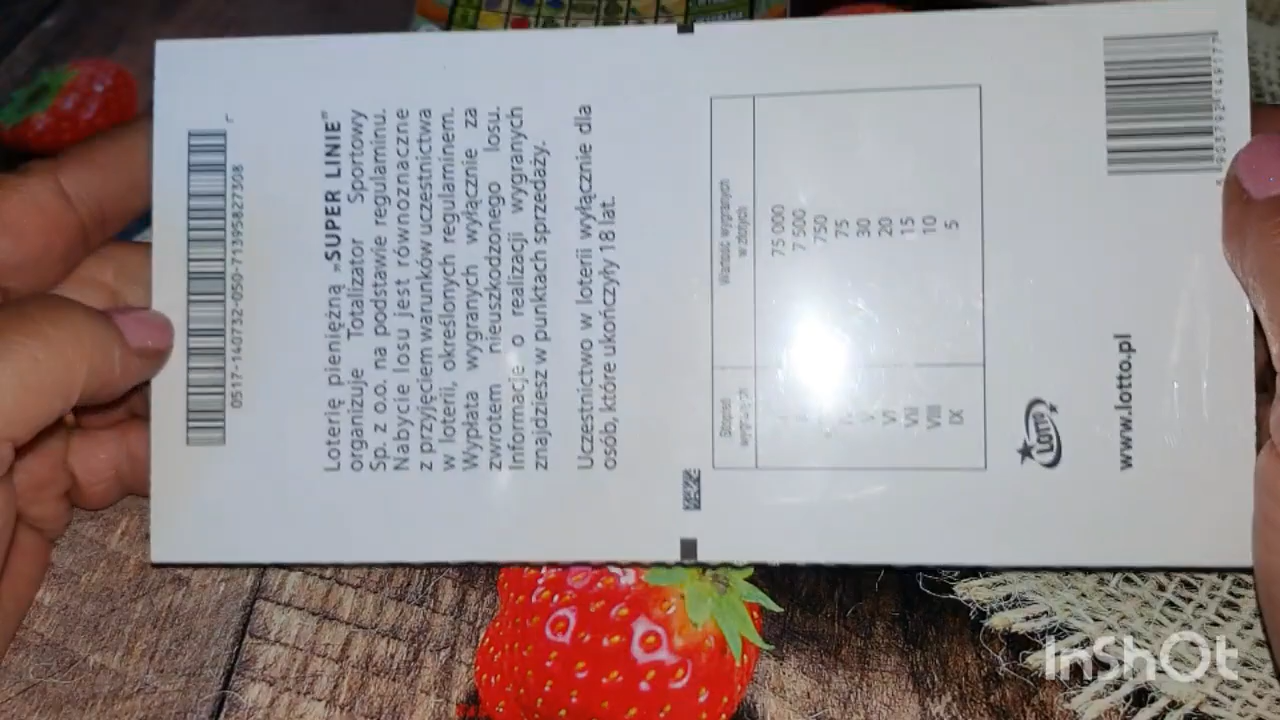 0517-140732-050-71395827308
Loterię pieniężną „SUPER LINIE”
organizuje Totalizator Sportowy
Sp. z o.o. na podstawie regulaminu.
Nabycie losu jest równoznaczne
z przyjęciem warunków uczestnictwa
w loterii, określonych regulaminem.
Wypłata wygranych wyłącznie za
zwrotem nieuszkodzonego losu.
Informacje o realizacji wygranych
znajdziesz w punktach sprzedaży.
Uczestnictwo w loterii wyłącznie dla
osób, które ukończyły 18 lat.
Stopień wygranych
Wartość wygranych
w złotych
75 000
7 500
750
75
V 30
VI 20
VII 15
VIII 10
IX 5
LOTTO
www.lotto.pl
InShOt